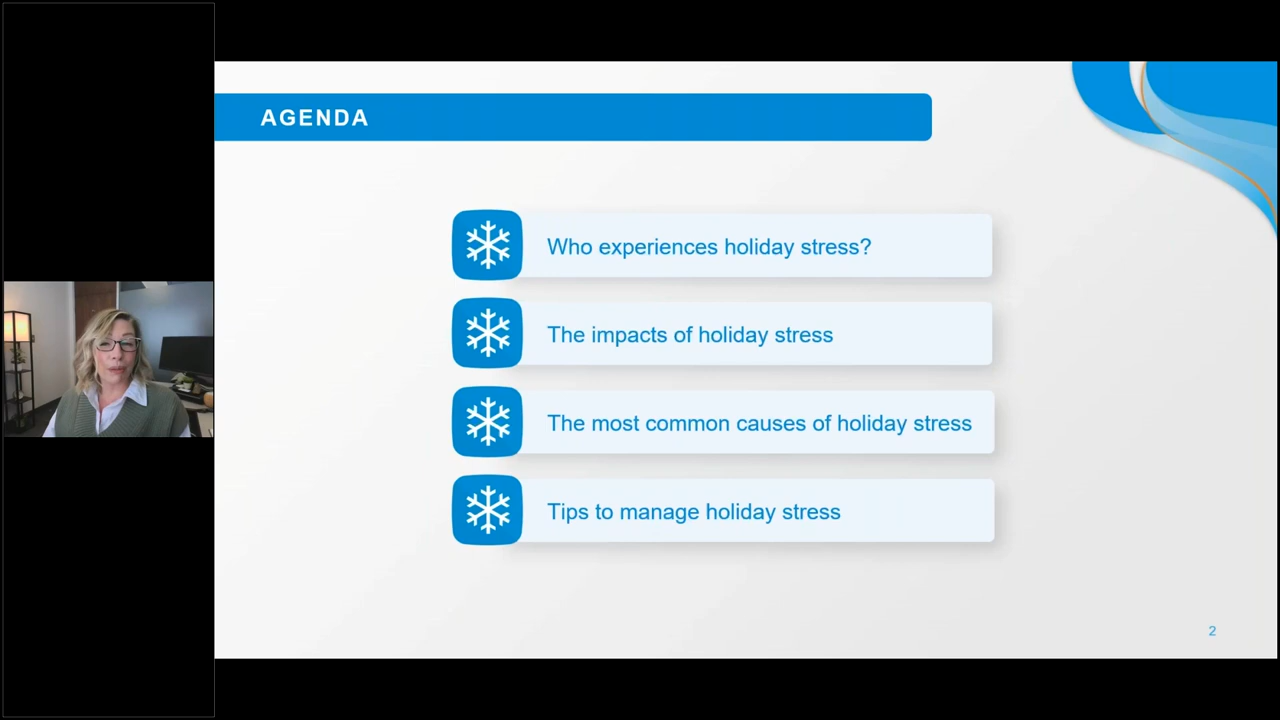 AGENDA
Who experiences holiday stress?
The impacts of holiday stress
The most common causes of holiday stress
Tips to manage holiday stress
2